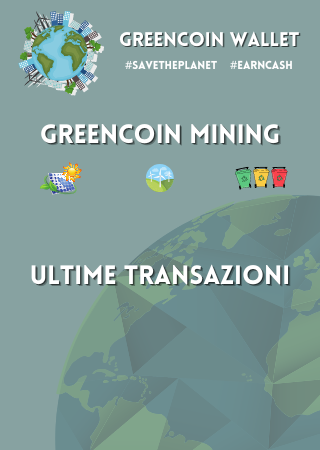 GREENCOIN WALLET
#SAVETHEPLANET #EARNCASH
GREENCOIN MINING
ULTIME TRANSAZIONI